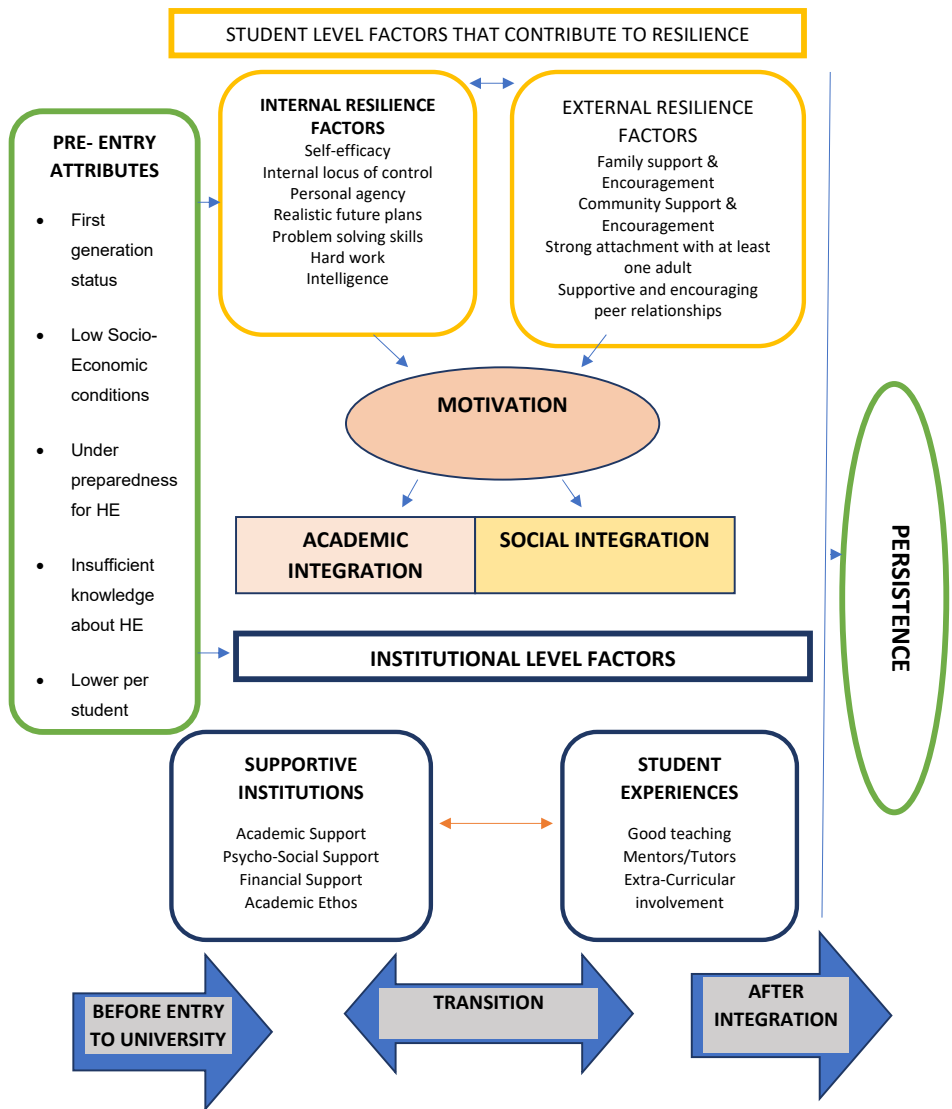 STUDENT LEVEL FACTORS THAT CONTRIBUTE TO RESILIENCE
PRE- ENTRY
ATTRIBUTES
• First
generation
status
• Low Socio-
Economic
conditions
• Under
preparedness
for HE
• Insufficient
knowledge
about HE
• Lower per
student
INTERNAL RESILIENCE
FACTORS
Self-efficacy
Internal locus of control
Personal agency
Realistic future plans
Problem solving skills
Hard work
Intelligence
EXTERNAL RESILIENCE
FACTORS
Family support &
Encouragement
Community Support &
Encouragement
Strong attachment with at least
one adult
Supportive and encouraging
peer relationships
MOTIVATION
ACADEMIC
INTEGRATION
SOCIAL INTEGRATION
INSTITUTIONAL LEVEL FACTORS
SUPPORTIVE
INSTITUTIONS
Academic Support
Psycho-Social Support
Financial Support
Academic Ethos
STUDENT
EXPERIENCES
Good teaching
Mentors/Tutors
Extra-Curricular
involvement
PERSISTENCE
BEFORE ENTRY
TO UNIVERSITY
TRANSITION
AFTER
INTEGRATION